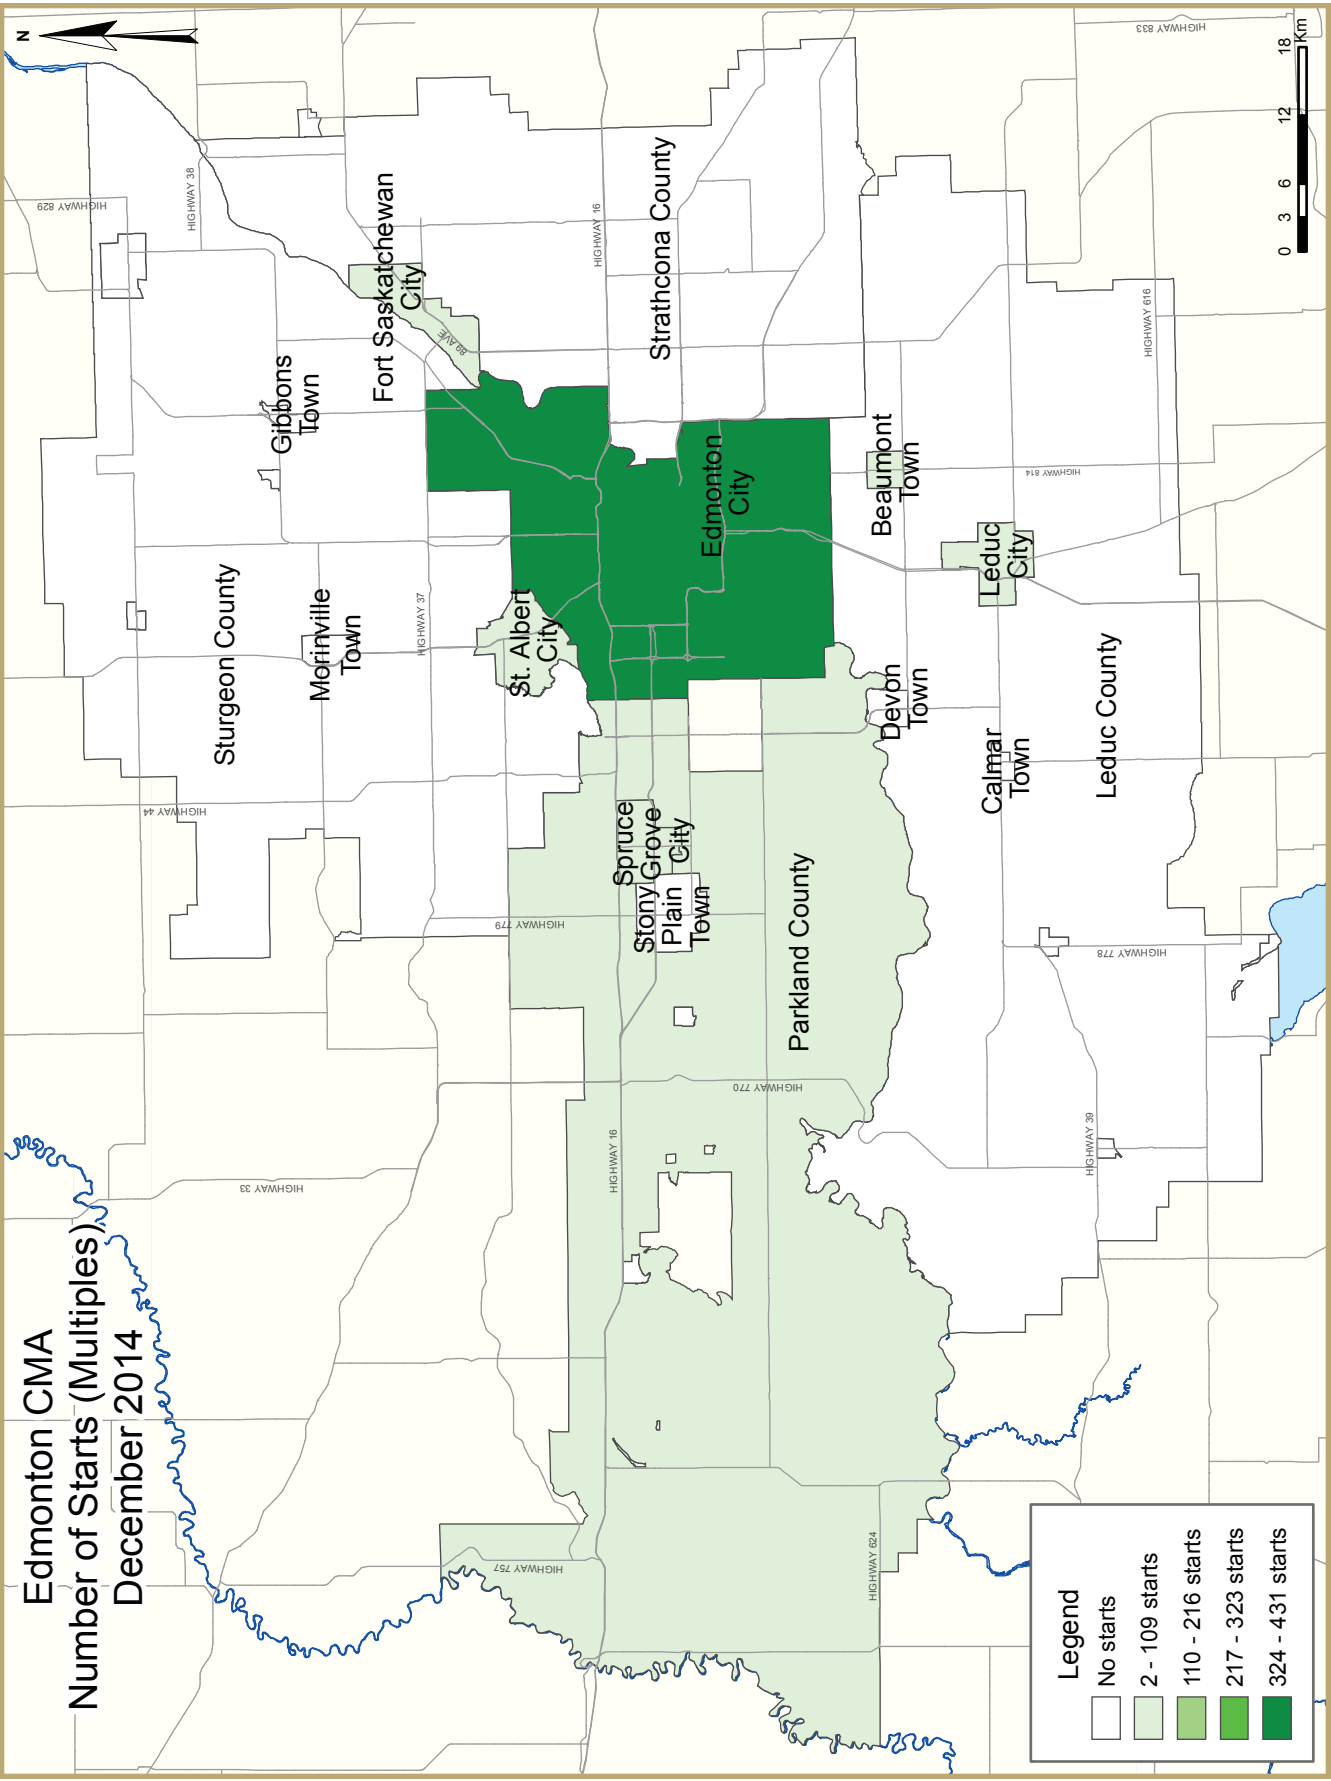 Edmonton CMA
Number of Starts (Multiples)
December 2014
N
HIGHWAY 829
HIGHWAY 38
HIGHWAY 833
Gibbons
Town
Fort Saskatchewan
City
89 AVE
Sturgeon County
Morinville
Town
HIGHWAY 44
HIGHWAY 37
HIGHWAY 33
St. Albert
City
HIGHWAY 779
HIGHWAY 757
HIGHWAY 16
HIGHWAY 16
Spruce
Grove
City
Stony
Plain
Town
Edmonton
City
Strathcona County
HIGHWAY 770
Parkland County
HIGHWAY 624
Devon
Town
Beaumont
Town
Calmar
Town
Leduc
City
HIGHWAY 814
HIGHWAY 616
Leduc County
HIGHWAY 778
HIGHWAY 39
Legend
No starts
2 - 109 starts
110 - 216 starts
217 - 323 starts
324 - 431 starts
0 3 6 12 18
Km